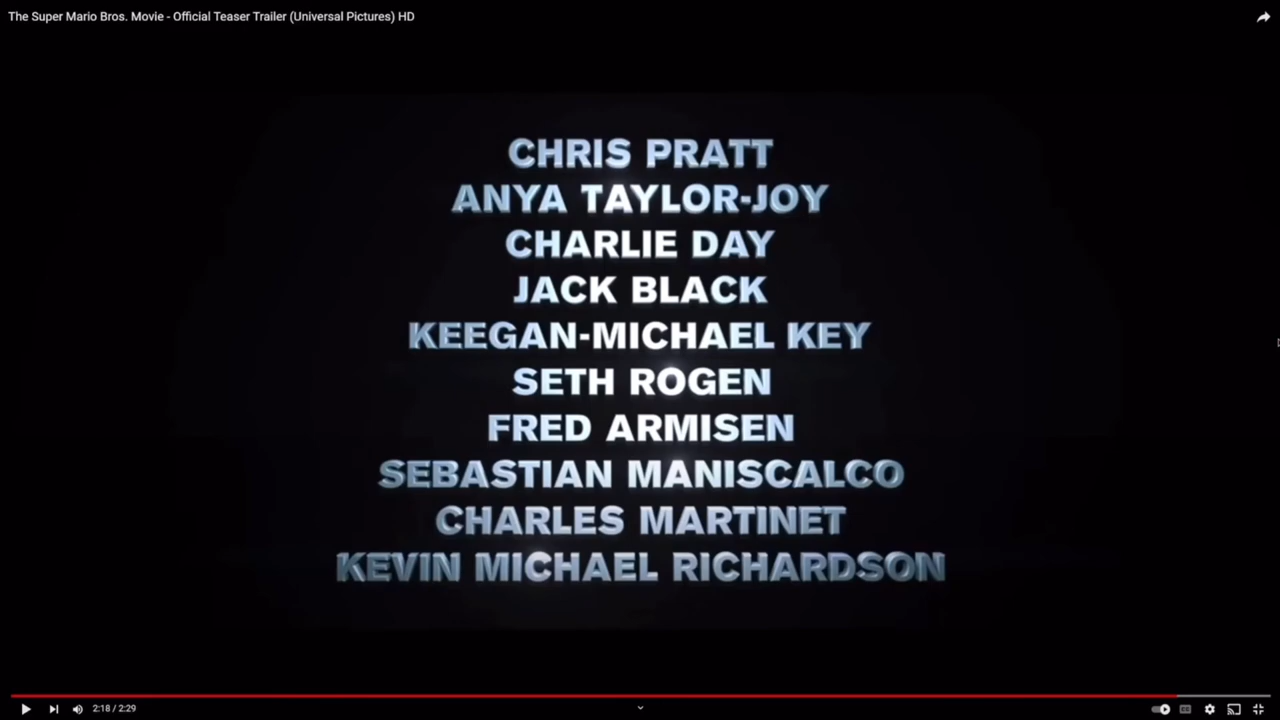 The Super Mario Bros. Movie - Official Teaser Trailer (Universal Pictures) HD
CHRIS PRATT
ANYA TAYLOR-JOY
CHARLIE DAY
JACK BLACK
KEEGAN-MICHAEL KEY
SETH ROGEN
FRED ARMISEN
SEBASTIAN MANISCALCO
CHARLES MARTINET
KEVIN MICHAEL RICHARDSON
2:18 / 2:29